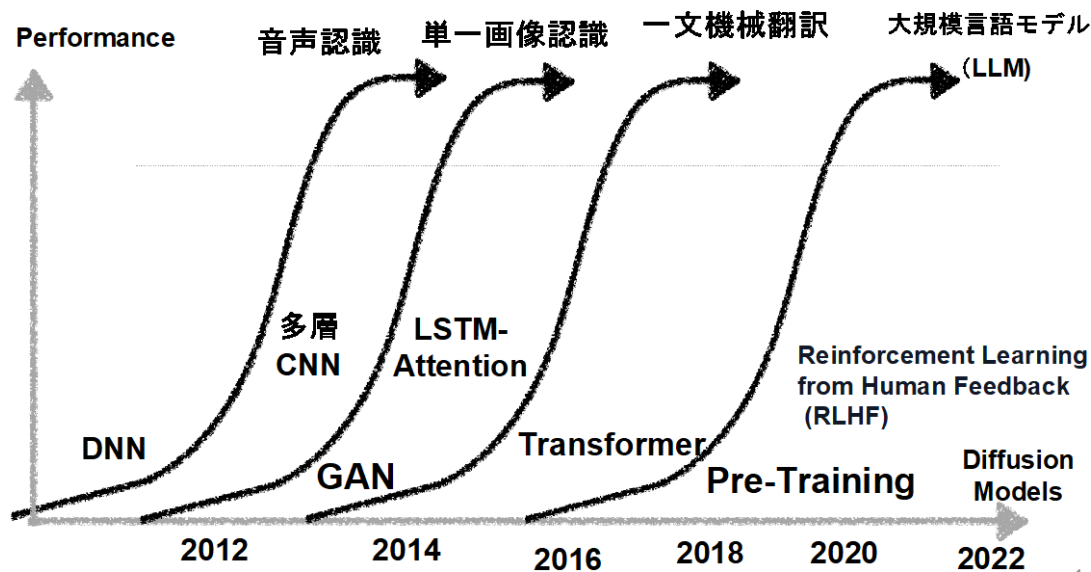 Performance
音声認識
単一画像認識
一文機械翻訳
大規模言語モデル
(LLM)
多層
CNN
LSTM-
Attention
Reinforcement Learning
from Human Feedback
(RLHF)
DNN
GAN
Transformer
Pre-Training
Diffusion
Models
2012
2014
2016
2018
2020
2022